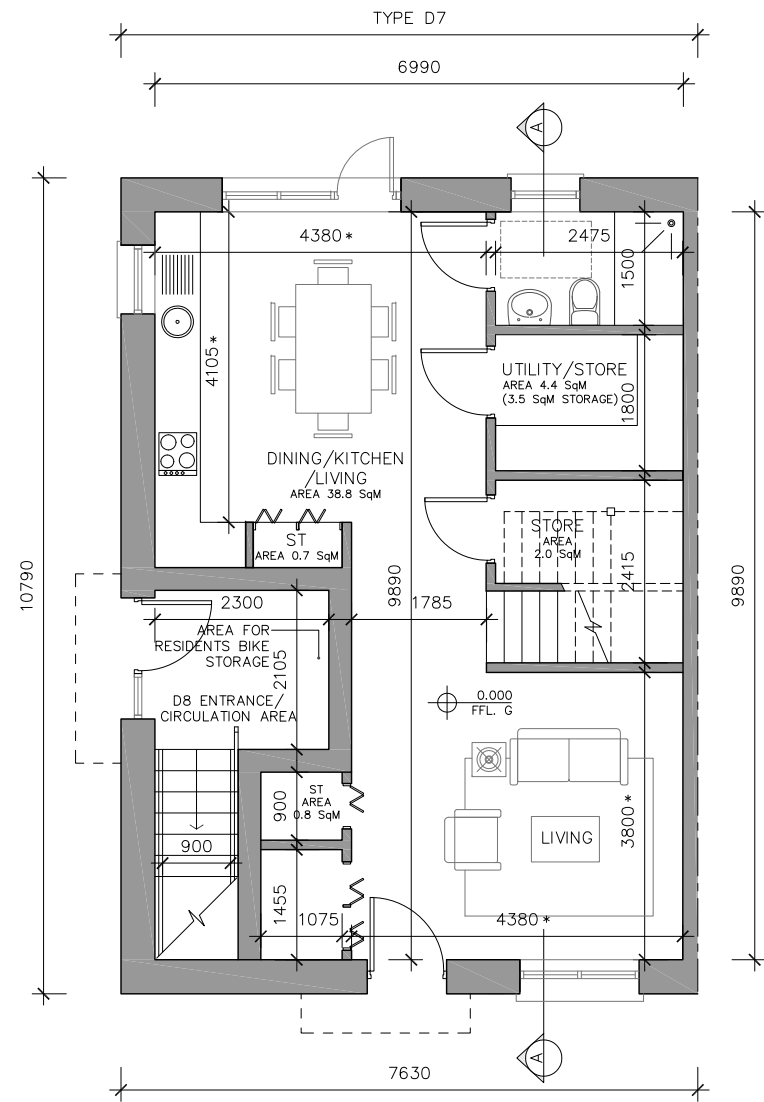 TYPE D7
6990
A
4380*
2475
1500
4105*
UTILITY/STORE
AREA 4.4 SqM
(3.5 SqM STORAGE)
1800
DINING/KITCHEN
/LIVING
AREA 38.8 SqM
ST
AREA 0.7 SqM
STORE
AREA
2.0 SqM
2415
10790
9890
9890
2300
1785
AREA FOR
RESIDENTS BIKE
STORAGE
2105
D8 ENTRANCE/
CIRCULATION AREA
0.000
FFL. G
ST
AREA
0.8 SqM
900
900
3800*
LIVING
1455
1075
4380*
A
7630